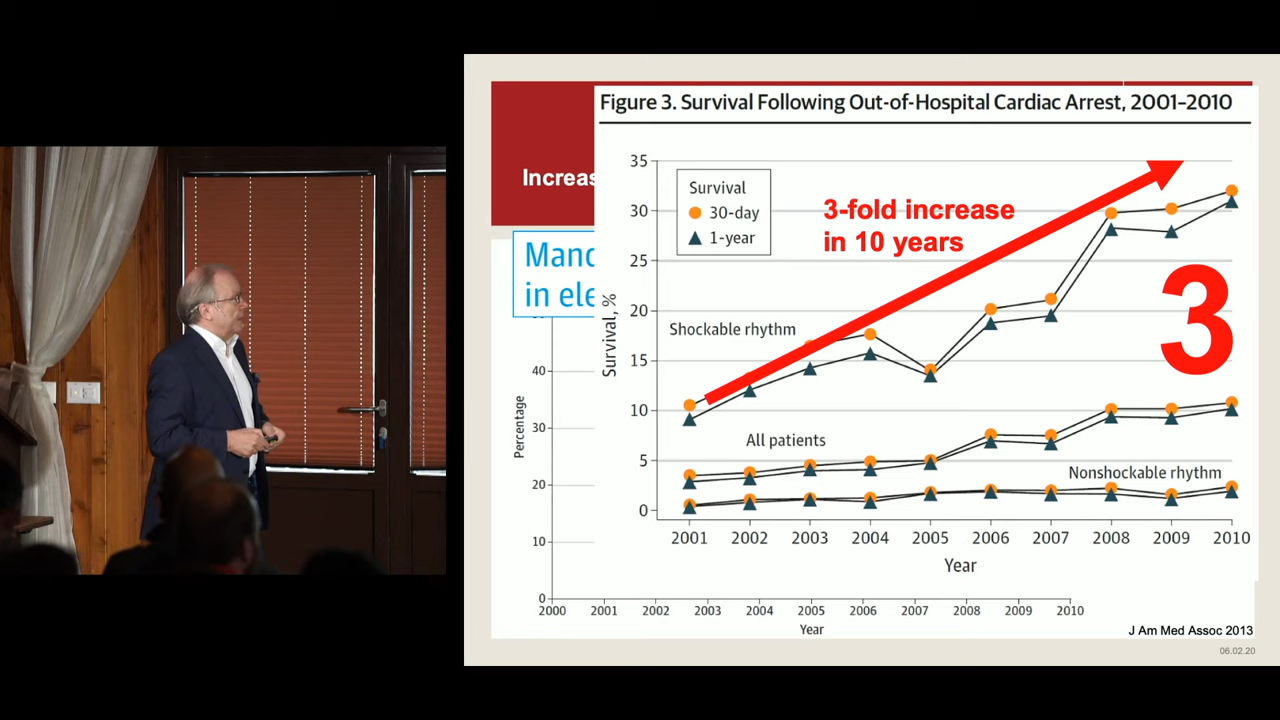 Figure 3. Survival Following Out-of-Hospital Cardiac Arrest, 2001–2010
Increas
Mand
in ele
Survival
30-day
1-year
3-fold increase
in 10 years
3
Shockable rhythm
All patients
Nonshockable rhythm
Survival, %
35
30
25
20
15
10
5
0
2001 2002 2003 2004 2005 2006 2007 2008 2009 2010
Year
Percentage
40
30
20
10
0
2000 2001 2002 2003 2004 2005 2006 2007 2008 2009 2010
Year
J Am Med Assoc 2013
06.02.20